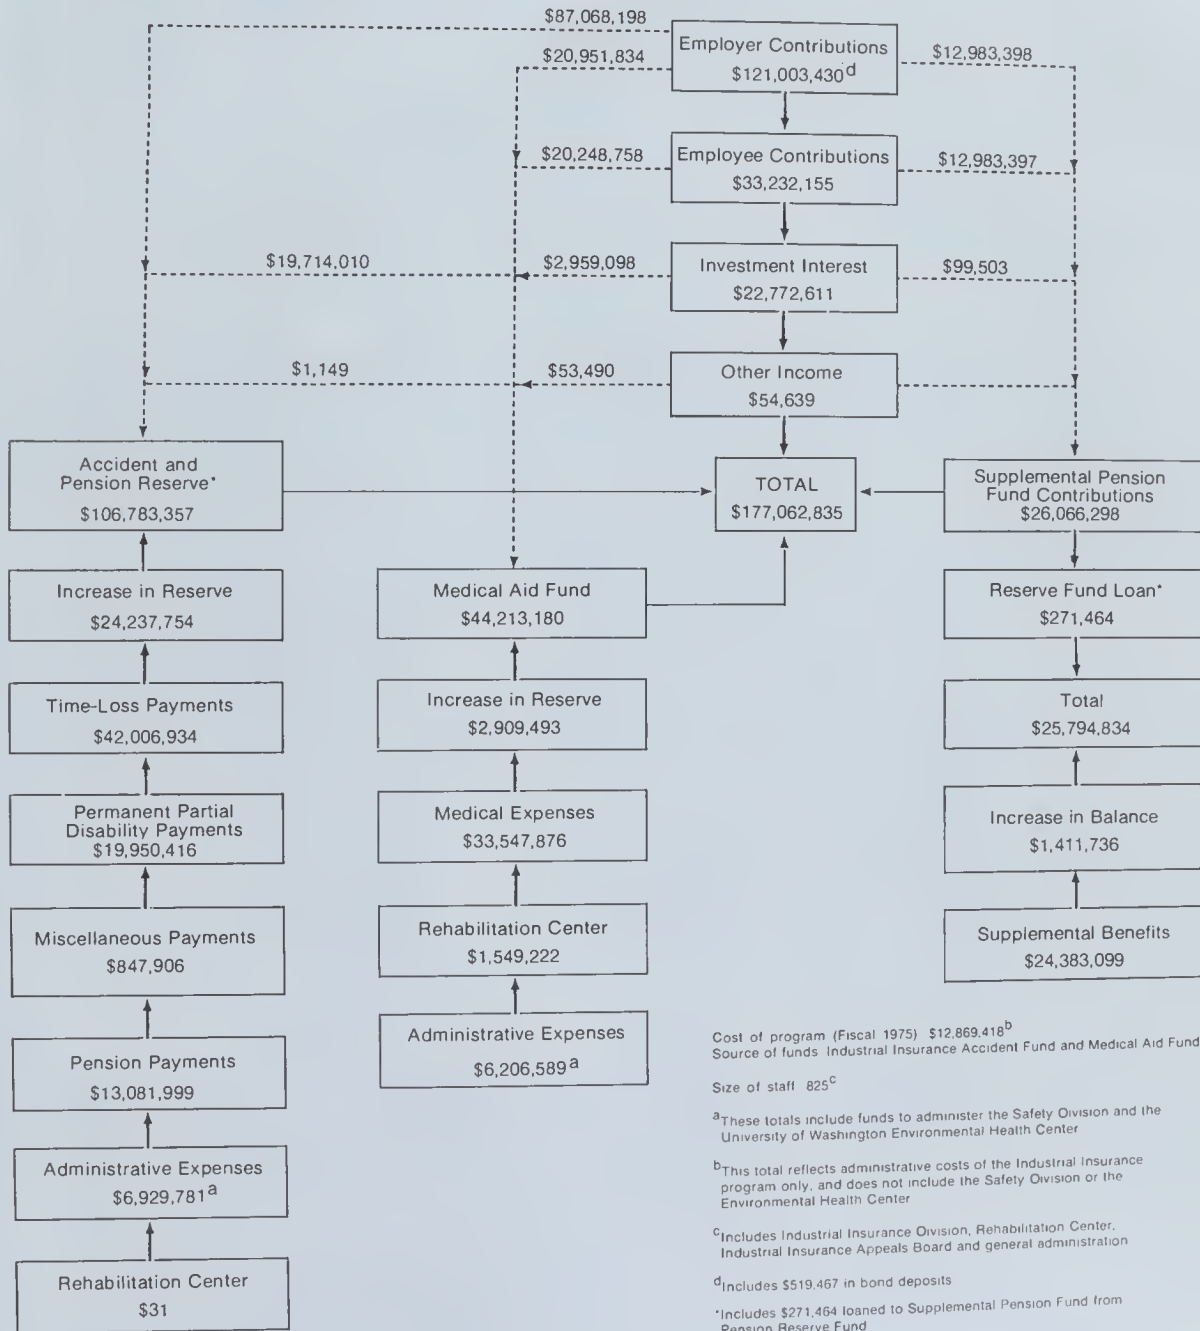 $87,068,198
Employer Contributions
$121,003,430d
$20,951,834
$12,983,398
$20,248,758
Employee Contributions
$33,232,155
$12,983,397
$19,714,010
$2,959,098
Investment Interest
$22,772,611
$99,503
$1,149
$53,490
Other Income
$54,639
Accident and
Pension Reserve*
$106,783,357
TOTAL
$177,062,835
Supplemental Pension
Fund Contributions
$26,066,298
Increase in Reserve
$24,237,754
Medical Aid Fund
$44,213,180
Reserve Fund Loan*
$271,464
Time-Loss Payments
$42,006,934
Increase in Reserve
$2,909,493
Total
$25,794,834
Permanent Partial
Disability Payments
$19,950,416
Medical Expenses
$33,547,876
Increase in Balance
$1,411,736
Miscellaneous Payments
$847,906
Rehabilitation Center
$1,549,222
Supplemental Benefits
$24,383,099
Pension Payments
$13,081,999
Administrative Expenses
$6,206,589a
Administrative Expenses
$6,929,781a
Rehabilitation Center
$31
Cost of program (Fiscal 1975) $12,869,418b
Source of funds Industrial Insurance Accident Fund and Medical Aid Fund
Size of staff 825c
aThese totals include funds to administer the Safety Division and the
University of Washington Environmental Health Center
bThis total reflects administrative costs of the Industrial Insurance
program only, and does not include the Safety Division or the
Environmental Health Center
cIncludes Industrial Insurance Division, Rehabilitation Center,
Industrial Insurance Appeals Board and general administration
dIncludes $519,467 in bond deposits
*Includes $271,464 loaned to Supplemental Pension Fund from
Pension Reserve Fund